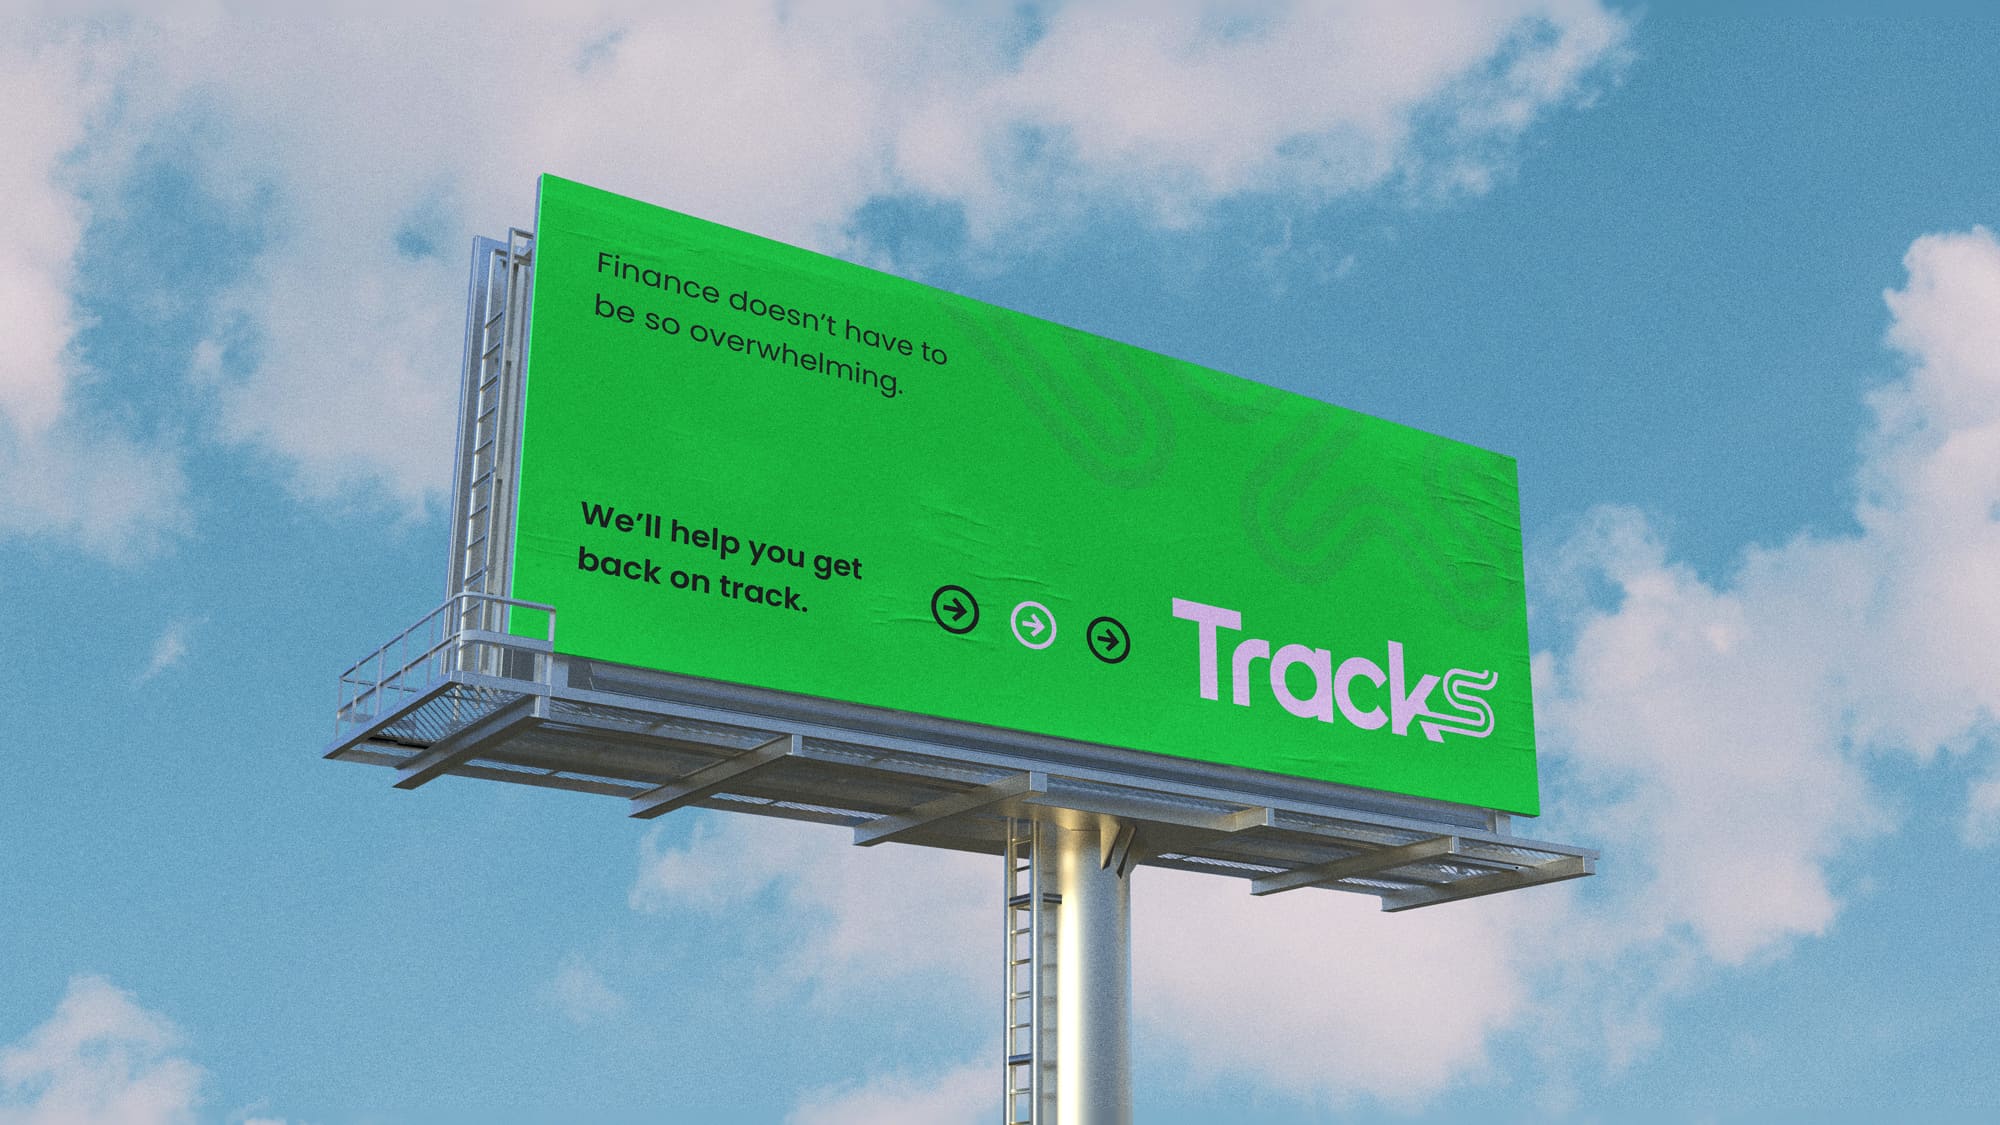 Finance doesn’t have to
be so overwhelming.
We’ll help you get
back on track.
Tracks